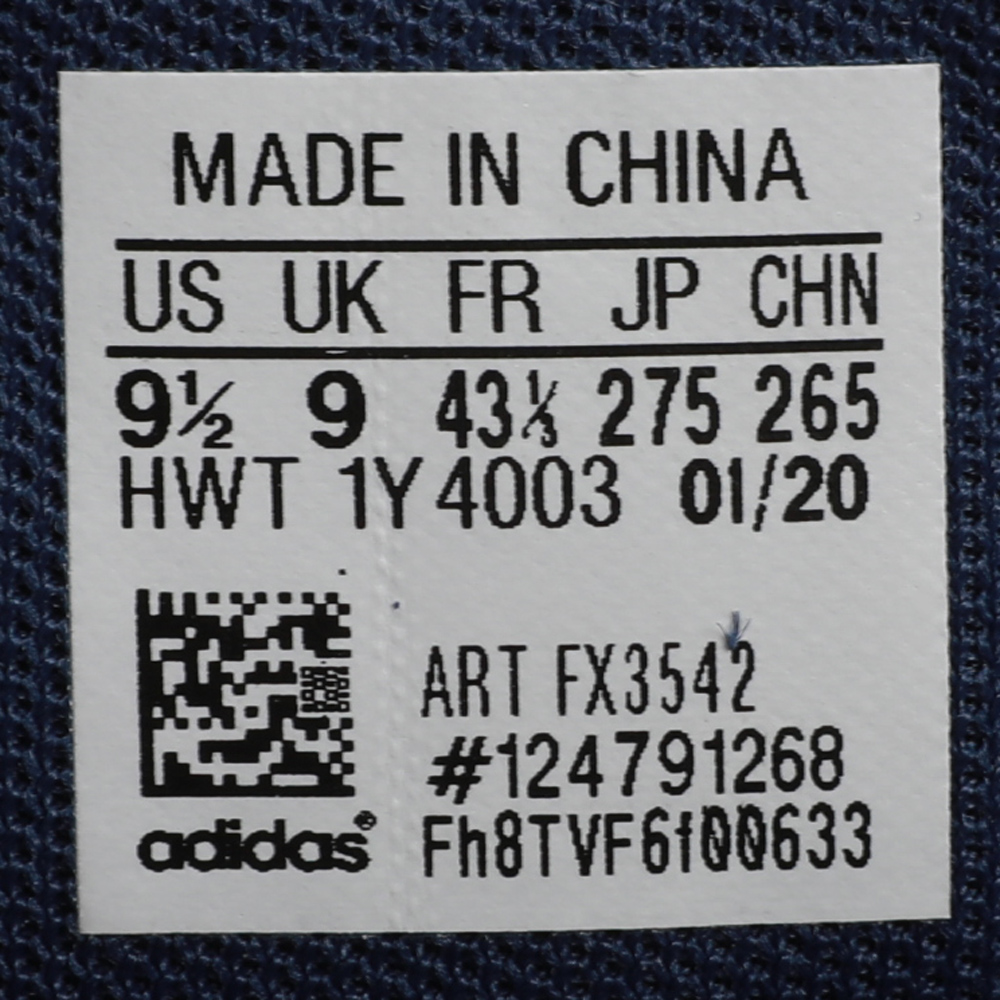 MADE IN CHINA
US UK FR JP CHN
9½ 9 43⅓ 275 265
HWT 1Y4003 01/20
ART FX3542
#124791268
Fh8TVF6f00633
adidas®